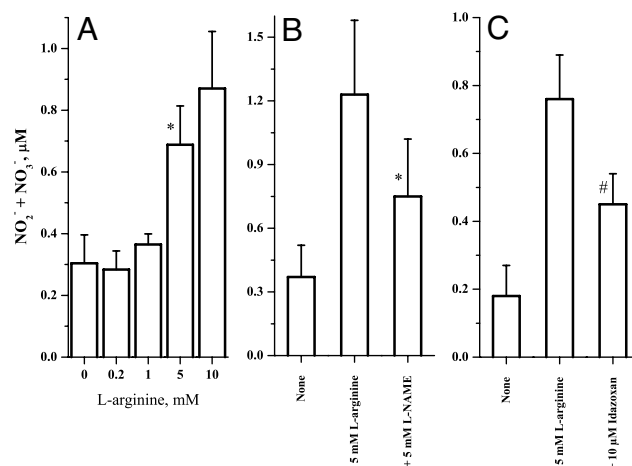 A
B
C
NO2- + NO3-, μM
1.0
0.8
0.6
0.4
0.2
0.0
*
0
0.2
1
5
10
L-arginine, mM
1.5
1.2
0.9
0.6
0.3
0.0
*
None
5 mM L-arginine
+ 5 mM L-NAME
1.0
0.8
0.6
0.4
0.2
0.0
#
None
5 mM L-arginine
10 μM Idazoxan